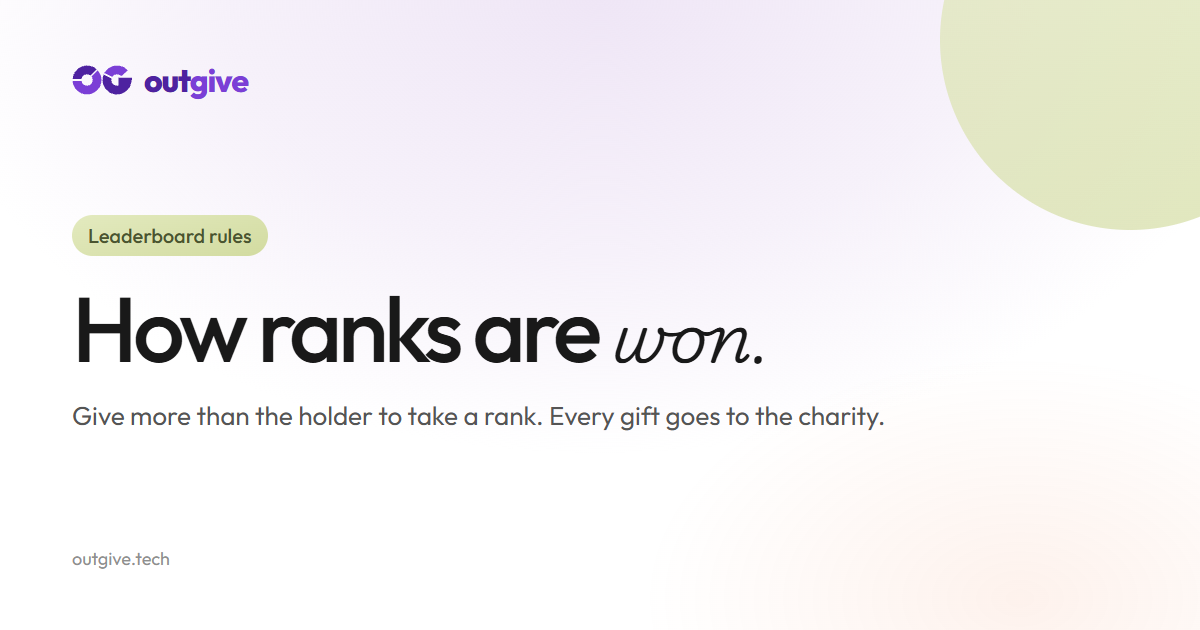 OG outgive
Leaderboard rules
How ranks are won.
Give more than the holder to take a rank. Every gift goes to the charity.
outgive.tech